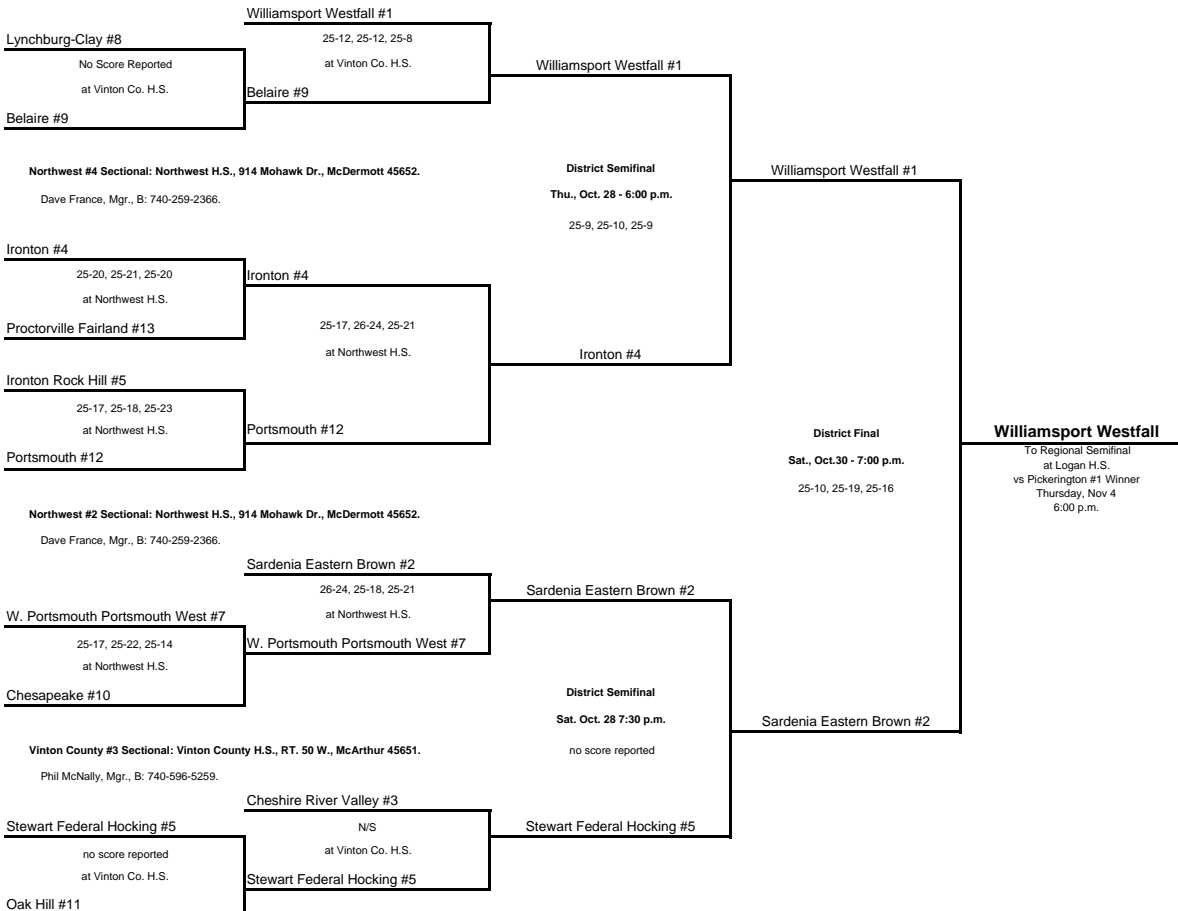 Williamsport Westfall #1
Lynchburg-Clay #8
25-12, 25-12, 25-8
No Score Reported
at Vinton Co. H.S.
Williamsport Westfall #1
at Vinton Co. H.S.
Belaire #9
Belaire #9
Northwest #4 Sectional: Northwest H.S., 914 Mohawk Dr., McDermott 45652.
District Semifinal
Williamsport Westfall #1
Dave France, Mgr., B: 740-259-2366.
Thu., Oct. 28 - 6:00 p.m.
25-9, 25-10, 25-9
Ironton #4
25-20, 25-21, 25-20
Ironton #4
at Northwest H.S.
Proctorville Fairland #13
25-17, 26-24, 25-21
at Northwest H.S.
Ironton #4
Ironton Rock Hill #5
25-17, 25-18, 25-23
at Northwest H.S.
Portsmouth #12
Portsmouth #12
District Final
Sat., Oct.30 - 7:00 p.m.
25-10, 25-19, 25-16
Williamsport Westfall
To Regional Semifinal
at Logan H.S.
vs Pickerington #1 Winner
Thursday, Nov 4
6:00 p.m.
Northwest #2 Sectional: Northwest H.S., 914 Mohawk Dr., McDermott 45652.
Dave France, Mgr., B: 740-259-2366.
Sardenia Eastern Brown #2
26-24, 25-18, 25-21
Sardenia Eastern Brown #2
W. Portsmouth Portsmouth West #7
at Northwest H.S.
25-17, 25-22, 25-14
W. Portsmouth Portsmouth West #7
at Northwest H.S.
Chesapeake #10
District Semifinal
Sat. Oct. 28 7:30 p.m.
Sardenia Eastern Brown #2
no score reported
Vinton County #3 Sectional: Vinton County H.S., RT. 50 W., McArthur 45651.
Phil McNally, Mgr., B: 740-596-5259.
Cheshire River Valley #3
Stewart Federal Hocking #5
N/S
Stewart Federal Hocking #5
no score reported
at Vinton Co. H.S.
at Vinton Co. H.S.
Stewart Federal Hocking #5
Oak Hill #11